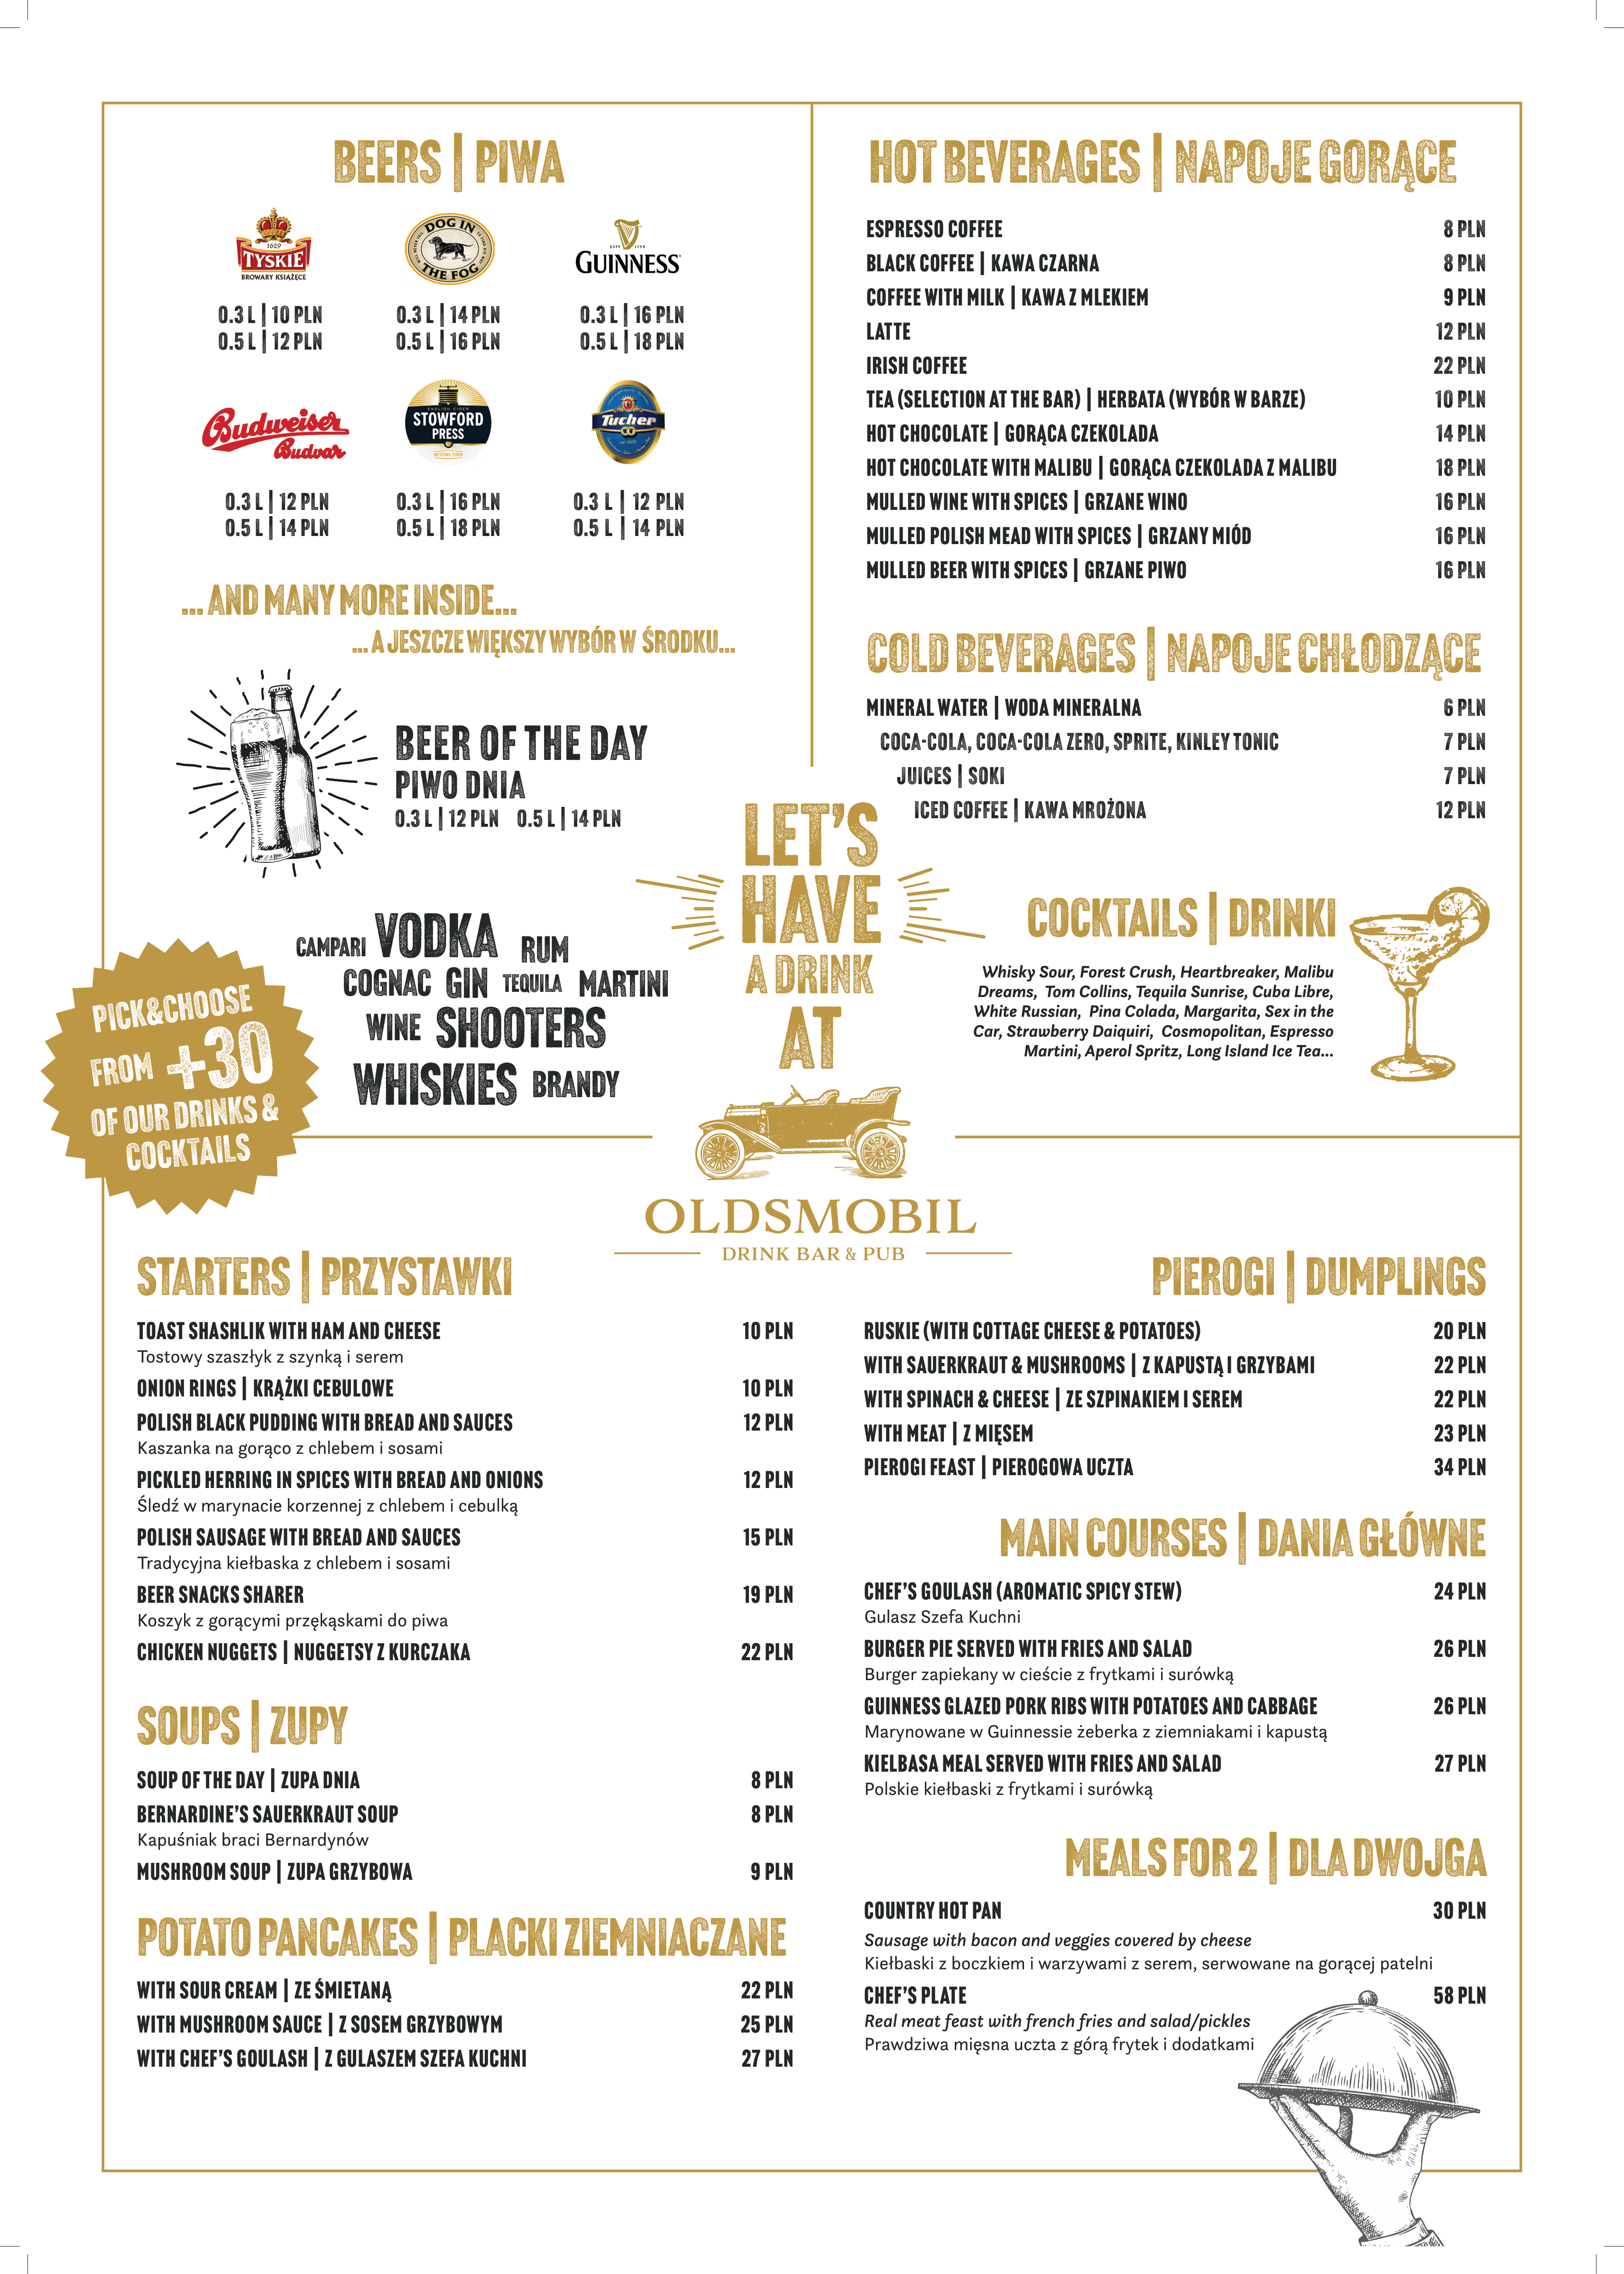 BEERS | PIWA
1629
TYSKIE
BROWARY KSIĄŻĘCE
DOG IN
THE FOG
ESTD 1759
GUINNESS
0.3 L | 10 PLN
0.5 L | 12 PLN
0.3 L | 14 PLN
0.5 L | 16 PLN
0.3 L | 16 PLN
0.5 L | 18 PLN
Budweiser
Budvar
ENGLISH CIDER
STOWFORD
PRESS
WESTONS CIDER
Tucher
0.3 L | 12 PLN
0.5 L | 14 PLN
0.3 L | 16 PLN
0.5 L | 18 PLN
0.3 L | 12 PLN
0.5 L | 14 PLN
... AND MANY MORE INSIDE...
... A JESZCZE WIĘKSZY WYBÓR W ŚRODKU...
BEER OF THE DAY
PIWO DNIA
0.3 L | 12 PLN 0.5 L | 14 PLN
CAMPARI VODKA RUM
COGNAC GIN TEQUILA MARTINI
WINE SHOOTERS
WHISKIES BRANDY
PICK&CHOOSE
FROM +30
OF OUR DRINKS &
COCKTAILS
HOT BEVERAGES | NAPOJE GORĄCE
ESPRESSO COFFEE 8 PLN
BLACK COFFEE | KAWA CZARNA 8 PLN
COFFEE WITH MILK | KAWA Z MLEKIEM 9 PLN
LATTE 12 PLN
IRISH COFFEE 22 PLN
TEA (SELECTION AT THE BAR) | HERBATA (WYBÓR W BARZE) 10 PLN
HOT CHOCOLATE | GORĄCA CZEKOLADA 14 PLN
HOT CHOCOLATE WITH MALIBU | GORĄCA CZEKOLADA Z MALIBU 18 PLN
MULLED WINE WITH SPICES | GRZANE WINO 16 PLN
MULLED POLISH MEAD WITH SPICES | GRZANY MIÓD 16 PLN
MULLED BEER WITH SPICES | GRZANE PIWO 16 PLN
COLD BEVERAGES | NAPOJE CHŁODZĄCE
MINERAL WATER | WODA MINERALNA 6 PLN
COCA-COLA, COCA-COLA ZERO, SPRITE, KINLEY TONIC 7 PLN
JUICES | SOKI 7 PLN
ICED COFFEE | KAWA MROŻONA 12 PLN
COCKTAILS | DRINKI
Whisky Sour, Forest Crush, Heartbreaker, Malibu
Dreams, Tom Collins, Tequila Sunrise, Cuba Libre,
White Russian, Pina Colada, Margarita, Sex in the
Car, Strawberry Daiquiri, Cosmopolitan, Espresso
Martini, Aperol Spritz, Long Island Ice Tea...
LET'S
HAVE
A DRINK
AT
OLDSMOBIL
DRINK BAR & PUB
STARTERS | PRZYSTAWKI
TOAST SHASHLIK WITH HAM AND CHEESE 10 PLN
Tostowy szaszłyk z szynką i serem
ONION RINGS | KRĄŻKI CEBULOWE 10 PLN
POLISH BLACK PUDDING WITH BREAD AND SAUCES 12 PLN
Kaszanka na gorąco z chlebem i sosami
PICKLED HERRING IN SPICES WITH BREAD AND ONIONS 12 PLN
Śledź w marynacie korzennej z chlebem i cebulką
POLISH SAUSAGE WITH BREAD AND SAUCES 15 PLN
Tradycyjna kiełbaska z chlebem i sosami
BEER SNACKS SHARER 19 PLN
Koszyk z gorącymi przękąskami do piwa
CHICKEN NUGGETS | NUGGETSY Z KURCZAKA 22 PLN
SOUPS | ZUPY
SOUP OF THE DAY | ZUPA DNIA 8 PLN
BERNARDINE'S SAUERKRAUT SOUP 8 PLN
Kapuśniak braci Bernardynów
MUSHROOM SOUP | ZUPA GRZYBOWA 9 PLN
POTATO PANCAKES | PLACKI ZIEMNIACZANE
WITH SOUR CREAM | ZE ŚMIETANĄ 22 PLN
WITH MUSHROOM SAUCE | Z SOSEM GRZYBOWYM 25 PLN
WITH CHEF'S GOULASH | Z GULASZEM SZEFA KUCHNI 27 PLN
PIEROGI | DUMPLINGS
RUSKIE (WITH COTTAGE CHEESE & POTATOES) 20 PLN
WITH SAUERKRAUT & MUSHROOMS | Z KAPUSTĄ I GRZYBAMI 22 PLN
WITH SPINACH & CHEESE | ZE SZPINAKIEM I SEREM 22 PLN
WITH MEAT | Z MIĘSEM 23 PLN
PIEROGI FEAST | PIEROGOWA UCZTA 34 PLN
MAIN COURSES | DANIA GŁÓWNE
CHEF'S GOULASH (AROMATIC SPICY STEW) 24 PLN
Gulasz Szefa Kuchni
BURGER PIE SERVED WITH FRIES AND SALAD 26 PLN
Burger zapiekany w cieście z frytkami i surówką
GUINNESS GLAZED PORK RIBS WITH POTATOES AND CABBAGE 26 PLN
Marynowane w Guinnessie żeberka z ziemniakami i kapustą
KIELBASA MEAL SERVED WITH FRIES AND SALAD 27 PLN
Polskie kiełbaski z frytkami i surówką
MEALS FOR 2 | DLA DWOJGA
COUNTRY HOT PAN 30 PLN
Sausage with bacon and veggies covered by cheese
Kiełbaski z boczkiem i warzywami z serem, serwowane na gorącej patelni
CHEF'S PLATE 58 PLN
Real meat feast with french fries and salad/pickles
Prawdziwa mięsna uczta z górą frytek i dodatkami